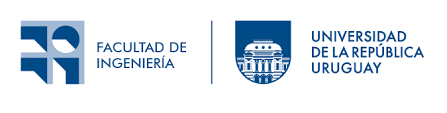 FACULTAD DE
INGENIERÍA
UNIVERSIDAD
DE LA REPÚBLICA
URUGUAY